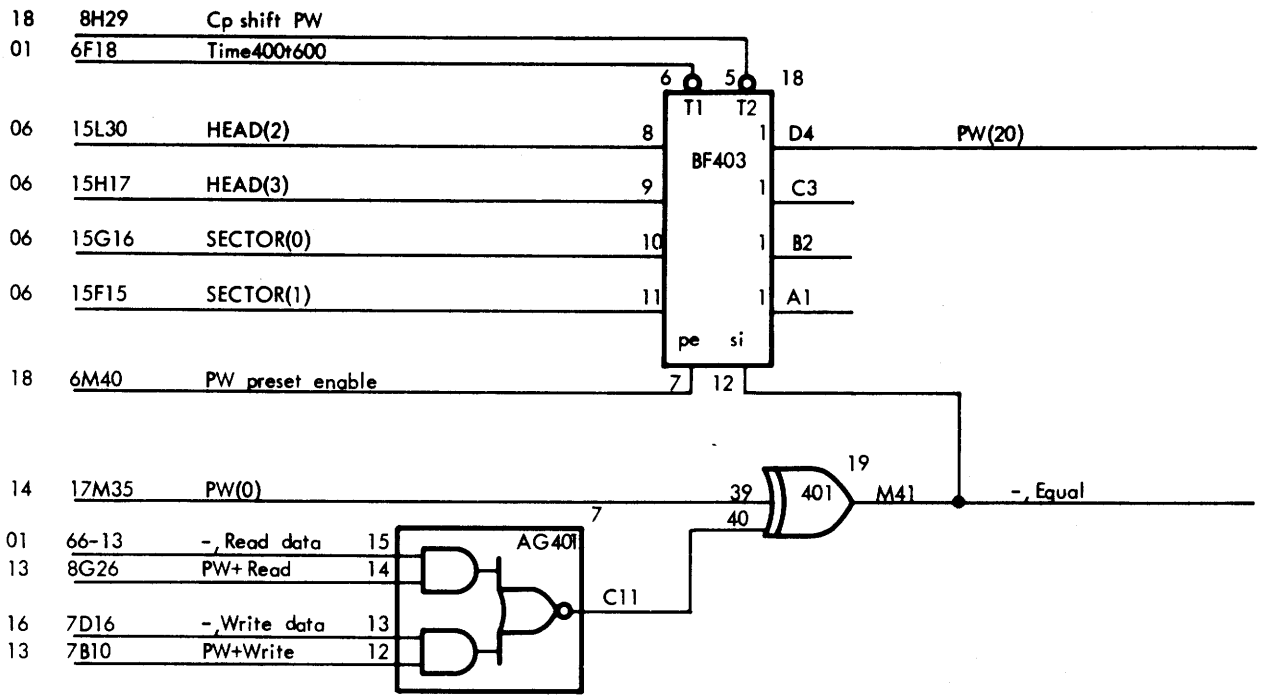 18 8H29 Cp shift PW
01 6F18 Time400t600
6 5 18
T1 T2
06 15L30 HEAD(2) 8 1 D4 PW(20)
BF403
06 15H17 HEAD(3) 9 1 C3
06 15G16 SECTOR(0) 10 1 B2
06 15F15 SECTOR(1) 11 1 A1
pe si
18 6M40 PW preset enable 7 12
19
14 17M35 PW(0) 39 401 M41 -,Equal
7 40
01 66-13 -,Read data 15 AG401
13 8G26 PW+Read 14
C11
16 7D16 -,Write data 13
13 7B10 PW+Write 12